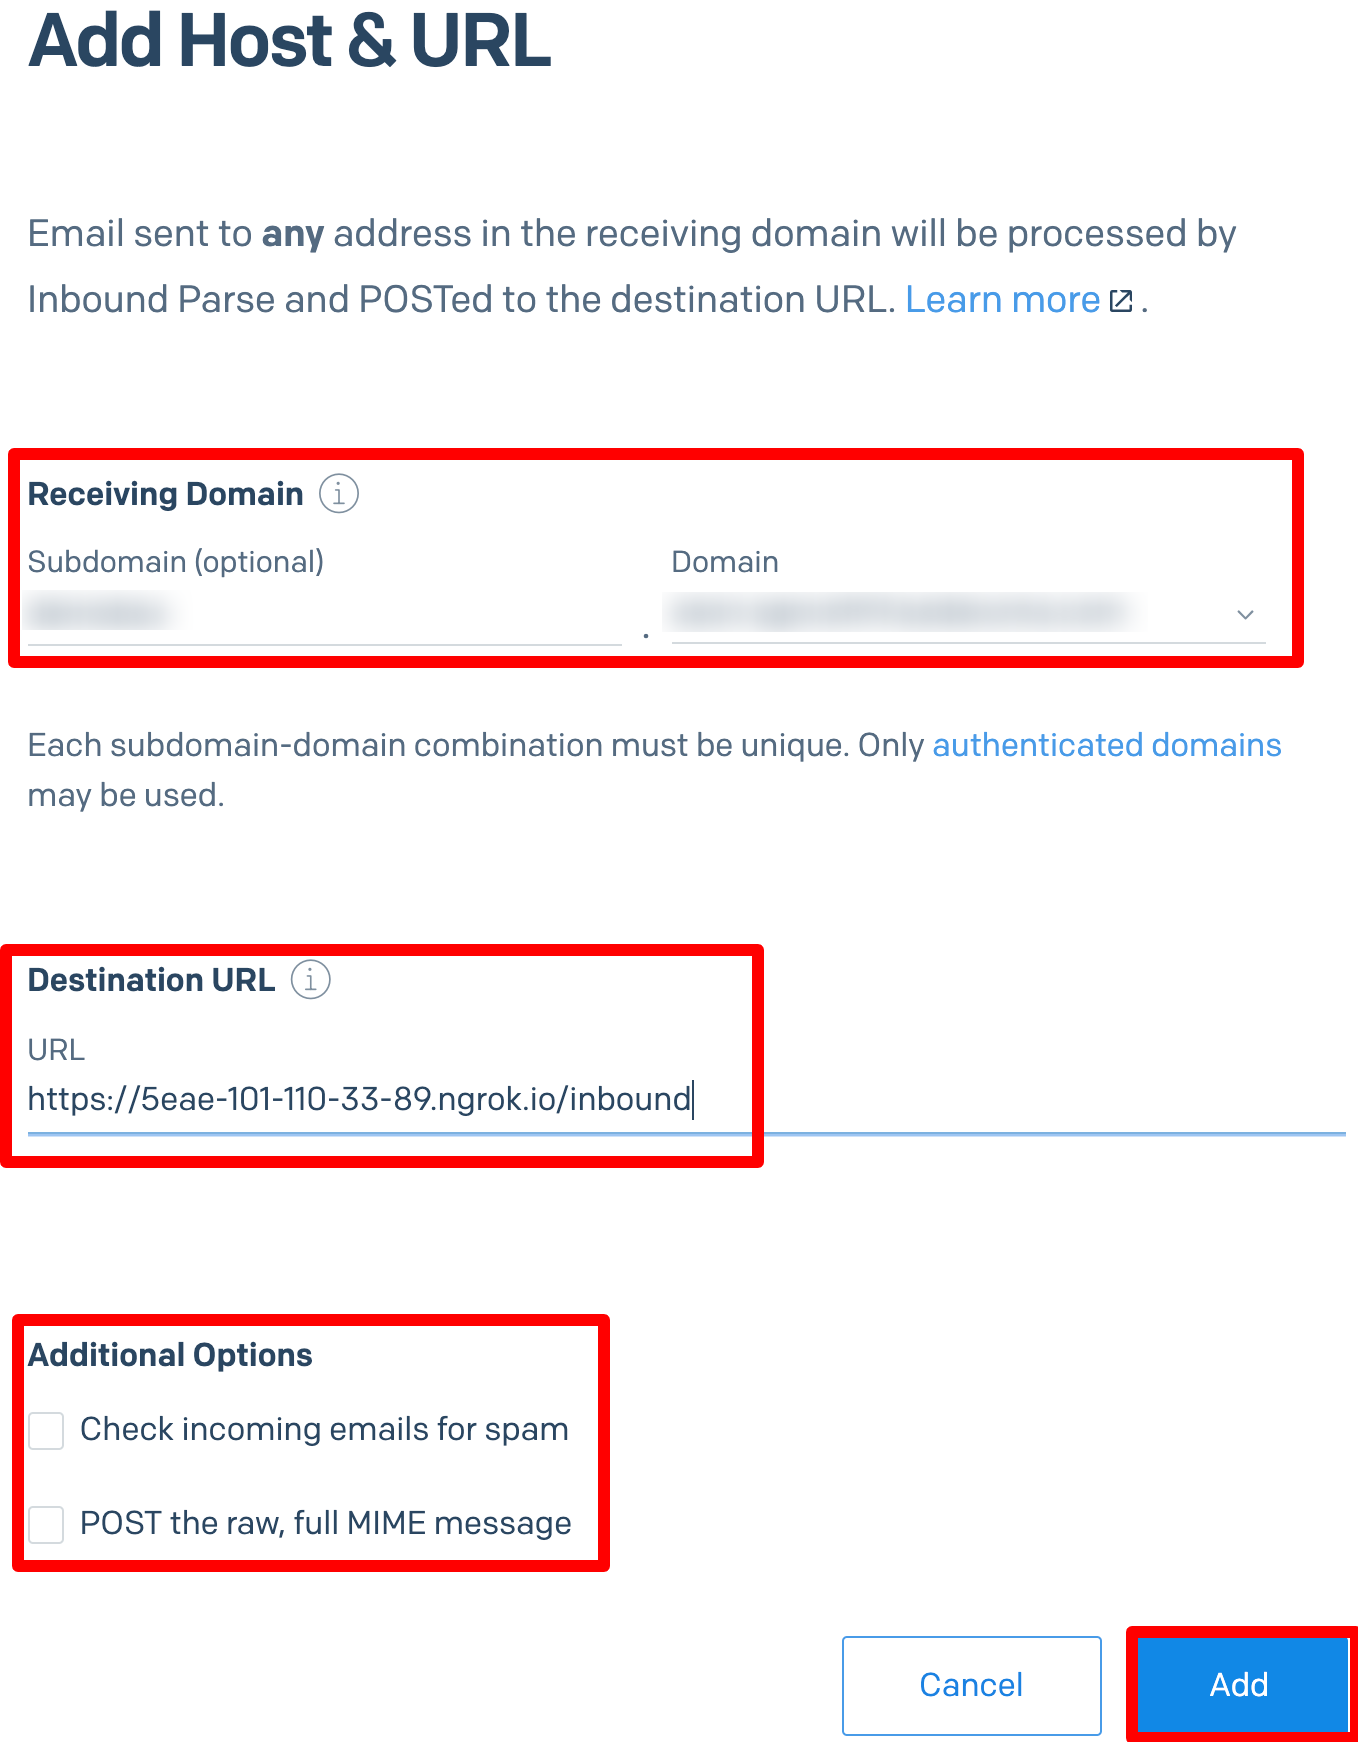 Add Host & URL
Email sent to any address in the receiving domain will be processed by
Inbound Parse and POSTed to the destination URL. Learn more .
Receiving Domain
Subdomain (optional)
Domain
.
Each subdomain-domain combination must be unique. Only authenticated domains
may be used.
Destination URL
URL
https://5eae-101-110-33-89.ngrok.io/inbound
Additional Options
Check incoming emails for spam
POST the raw, full MIME message
Cancel
Add